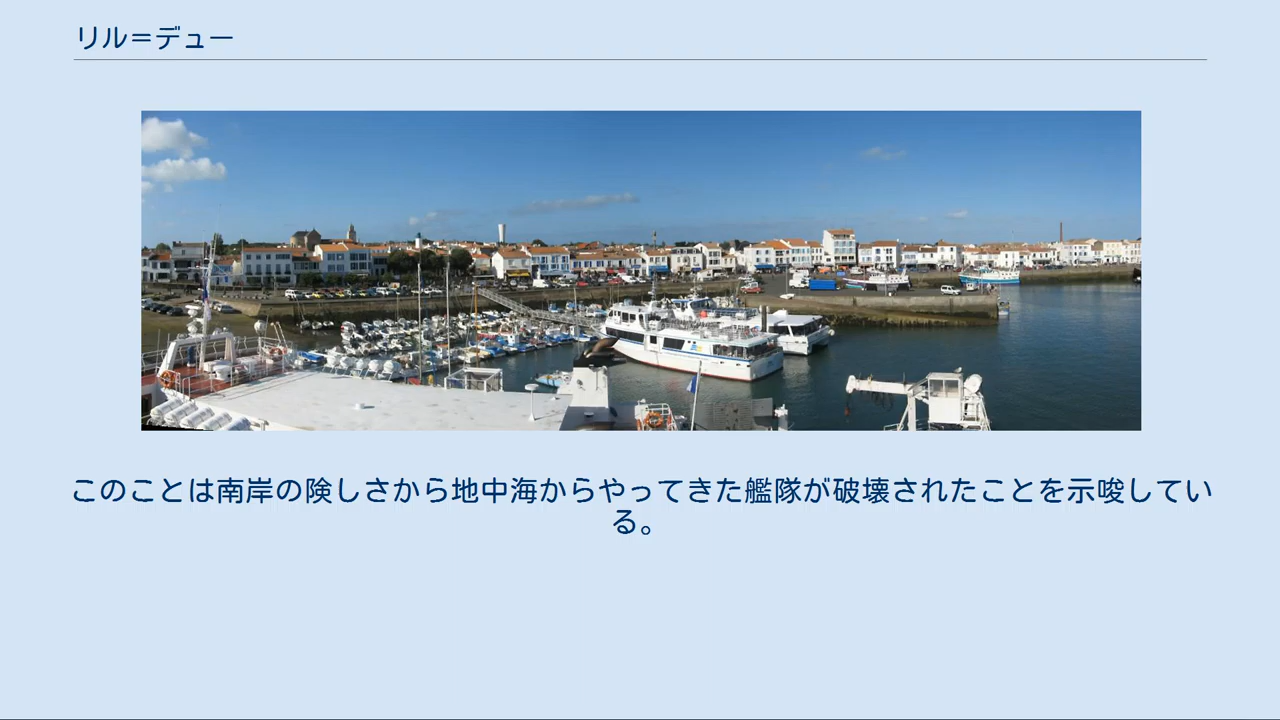 リル＝デュー
このことは南岸の険しさから地中海からやってきた艦隊が破壊されたことを示唆してい
る。